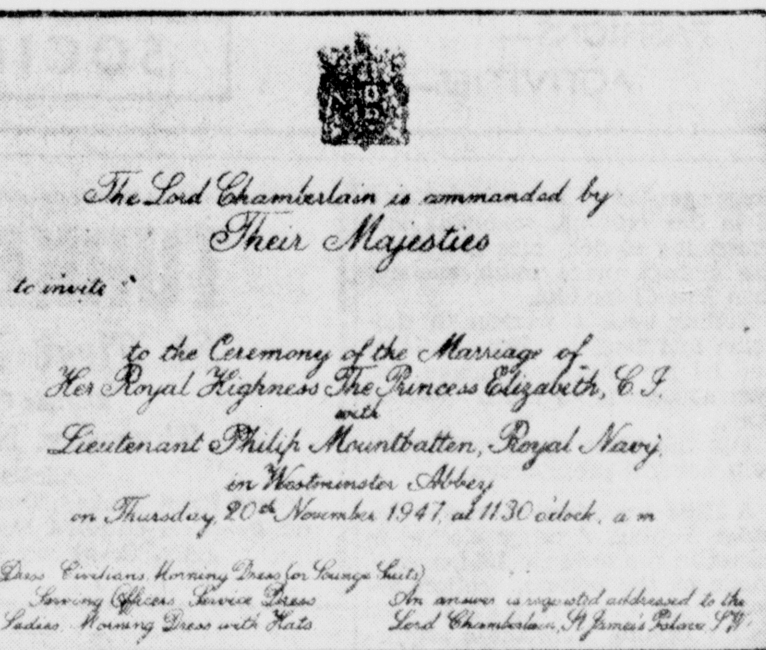 The Lord Chamberlain is commanded by
Their Majesties
to invite
to the Ceremony of the Marriage of
Her Royal Highness The Princess Elizabeth, C.I.
with
Lieutenant Philip Mountbatten, Royal Navy,
in Westminster Abbey
on Thursday, 20th November 1947, at 11.30 o'clock, a m
Dress: Civilians, Morning Dress (or Lounge Suits)
Serving Officers, Service Dress
Ladies, Morning Dress with Hats.
An answer is requested addressed to the
Lord Chamberlain, St James's Palace, S.W.